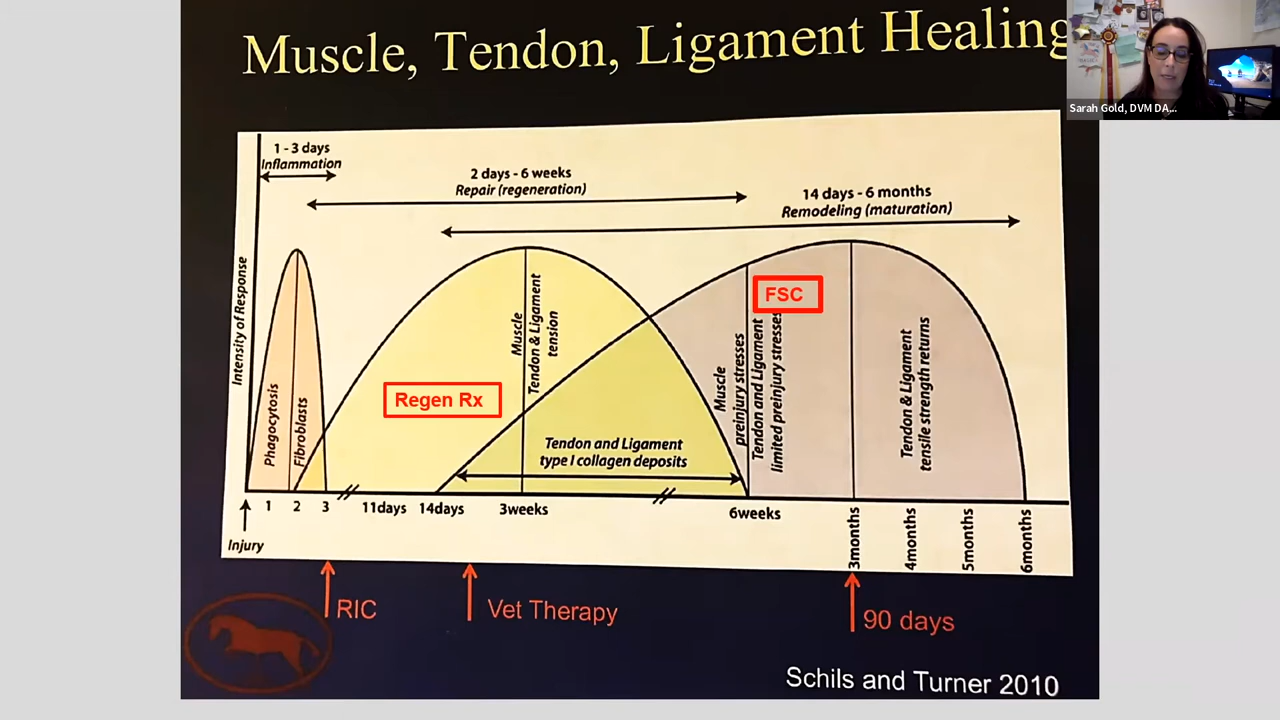 Muscle, Tendon, Ligament Healing
Sarah Gold, DVM DA...
1 - 3 days
Inflammation
2 days - 6 weeks
Repair (regeneration)
14 days - 6 months
Remodeling (maturation)
Intensity of Response
Phagocytosis
Fibroblasts
Regen Rx
Muscle
Tendon & Ligament
tension
Tendon and Ligament
type I collagen deposits
FSC
Muscle
preinjury stresses
Tendon and Ligament
limited preinjury stresses
Tendon & Ligament
tensile strength returns
1 2 3 11days 14days 3weeks 6weeks 3months 4months 5months 6months
Injury
RIC
Vet Therapy
90 days
Schils and Turner 2010